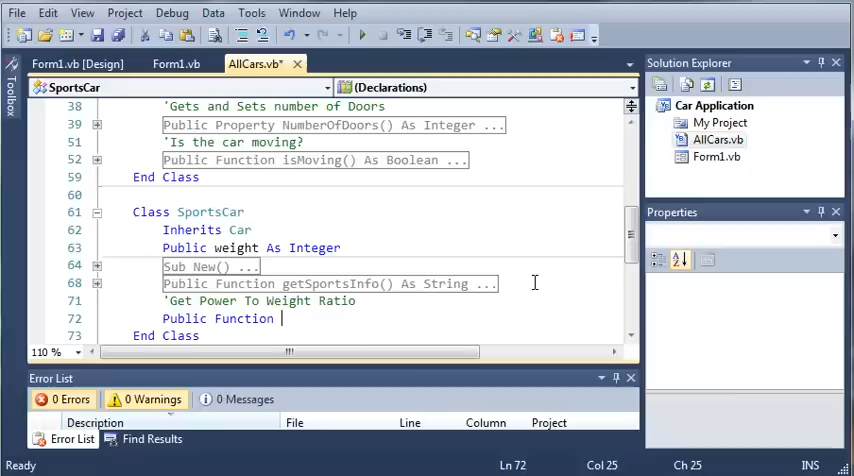 File Edit View Project Debug Data Tools Window Help
Form1.vb [Design] Form1.vb AllCars.vb*
SportsCar (Declarations)
Toolbox
38 'Gets and Sets number of Doors
39 Public Property NumberOfDoors() As Integer ...
51 'Is the car moving?
52 Public Function isMoving() As Boolean ...
59 End Class
60
61 Class SportsCar
62 Inherits Car
63 Public weight As Integer
64 Sub New() ...
68 Public Function getSportsInfo() As String ...
71 'Get Power To Weight Ratio
72 Public Function
73 End Class
110 %
Solution Explorer
Car Application
My Project
AllCars.vb
Form1.vb
Properties
Error List
0 Errors 0 Warnings 0 Messages
Description File Line Column Project
Error List Find Results
Ready Ln 72 Col 25 Ch 25 INS